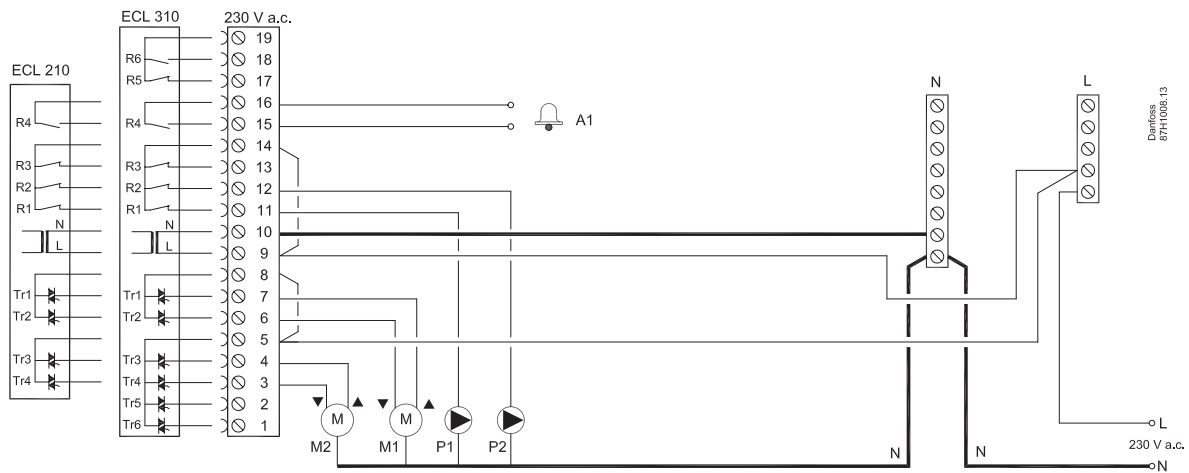 ECL 310
230 V a.c.
ECL 210
19
R6
18
R5
17
16
R4
R4
15
A1
14
R3
R3
13
R2
R2
12
R1
R1
11
N
N
10
L
L
9
8
Tr1
Tr1
7
Tr2
Tr2
6
5
Tr3
Tr3
4
Tr4
Tr4
3
Tr5
2
Tr6
1
M
M
M2
M1
P1
P2
N
L
Danfoss
87H1008.13
N
N
L
230 V a.c.
N